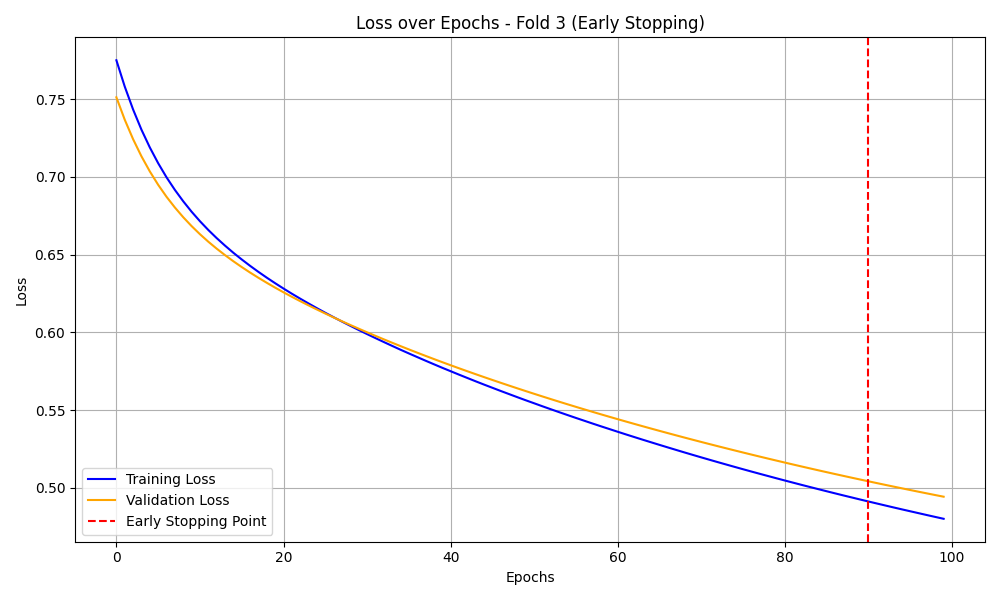 Loss over Epochs - Fold 3 (Early Stopping)
Loss
0.75
0.70
0.65
0.60
0.55
0.50
Training Loss
Validation Loss
Early Stopping Point
0 20 40 60 80 100
Epochs